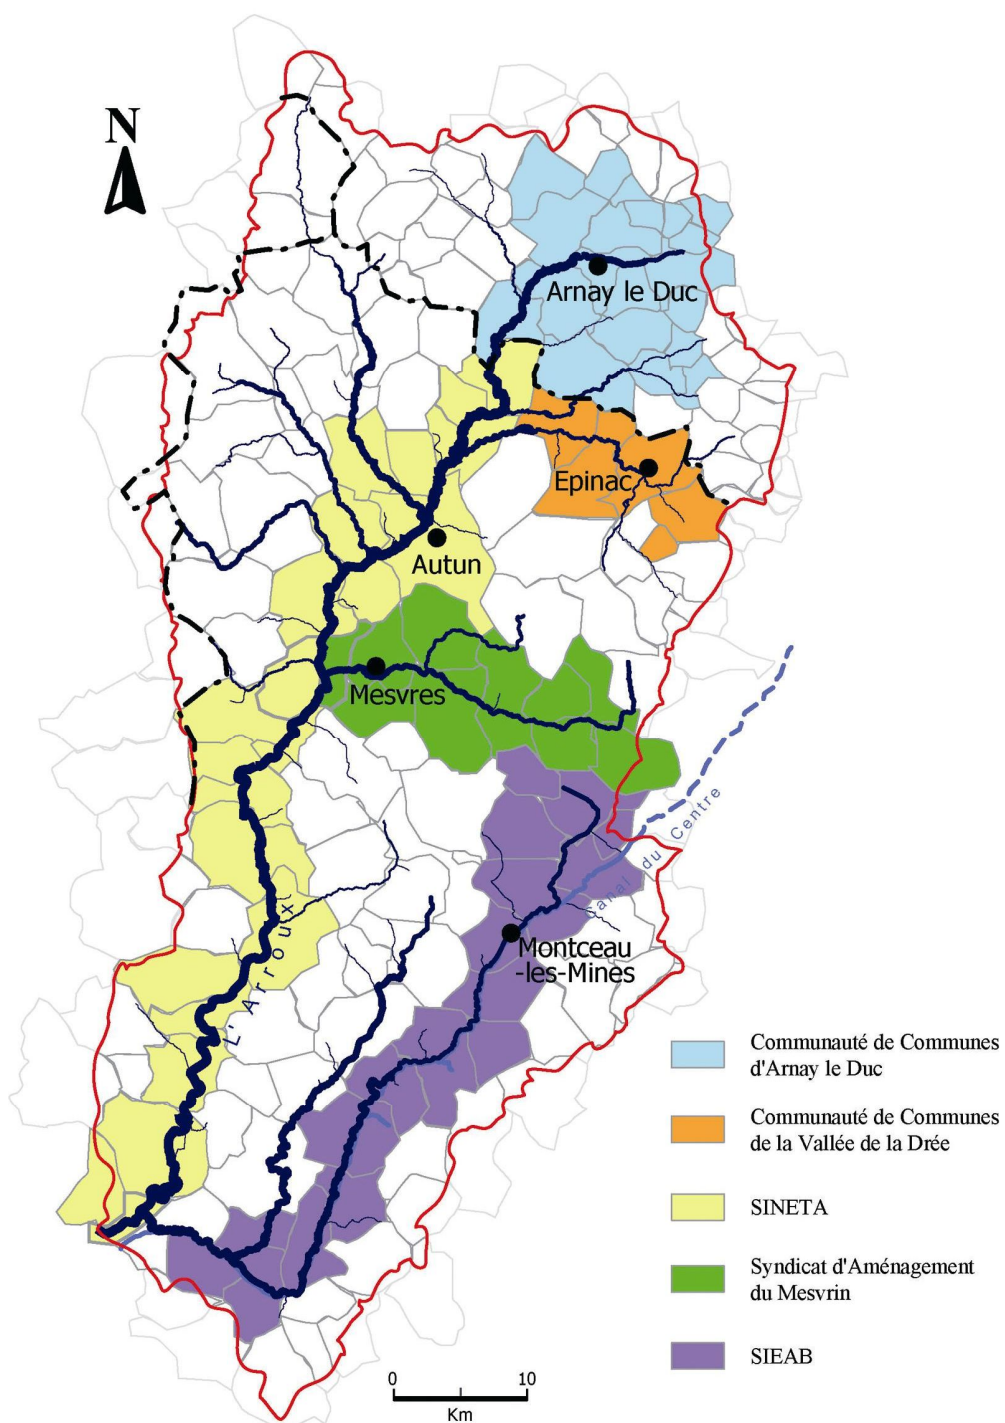 N
Arnay le Duc
Epinac
Autun
Mesvres
Canal du Centre
L'Arroux
Montceau
-les-Mines
Communauté de Communes
d'Arnay le Duc
Communauté de Communes
de la Vallée de la Drée
SINETA
Syndicat d'Aménagement
du Mesvrin
SIEAB
0 10
Km